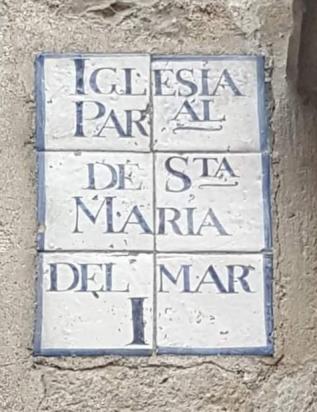 IGLESIA
PARAL
DE STA
MARIA
DEL MAR
I